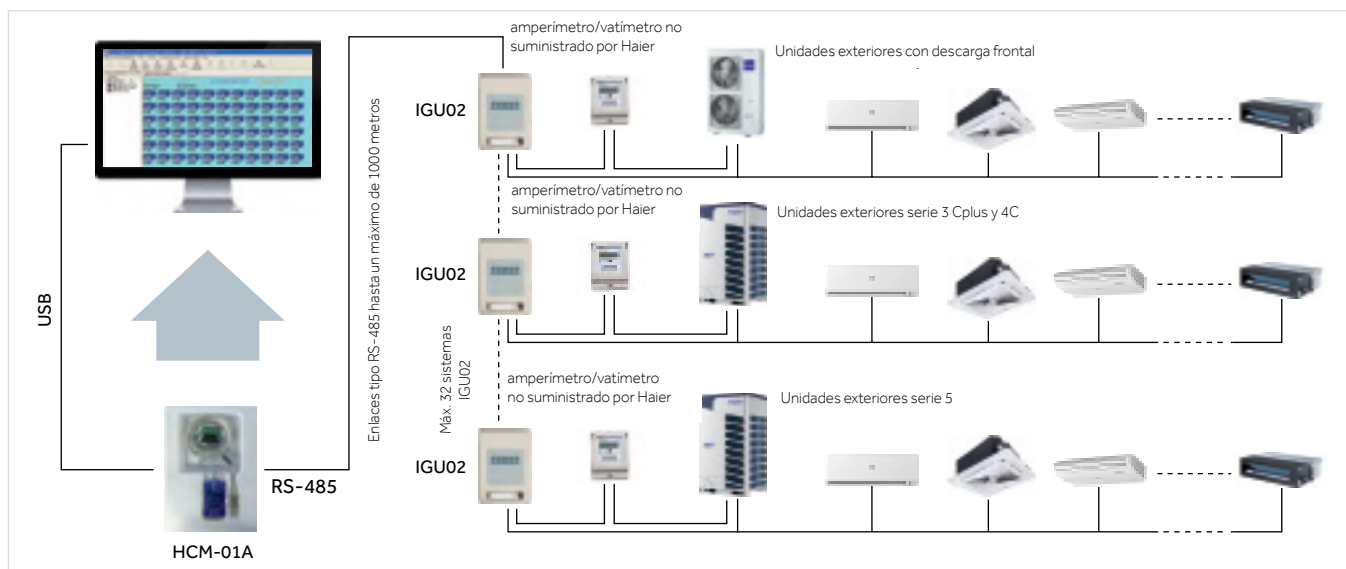 amperímetro/vatímetro no
suministrado por Haier
Unidades exteriores con descarga frontal
IGU02
USB
Enlaces tipo RS-485 hasta un máximo de 1000 metros
amperímetro/vatímetro no
suministrado por Haier
Unidades exteriores serie 3 Cplus y 4C
IGU02
Máx. 32 sistemas
IGU02
amperímetro/vatímetro
no suministrado por Haier
Unidades exteriores serie 5
IGU02
RS-485
HCM-01A